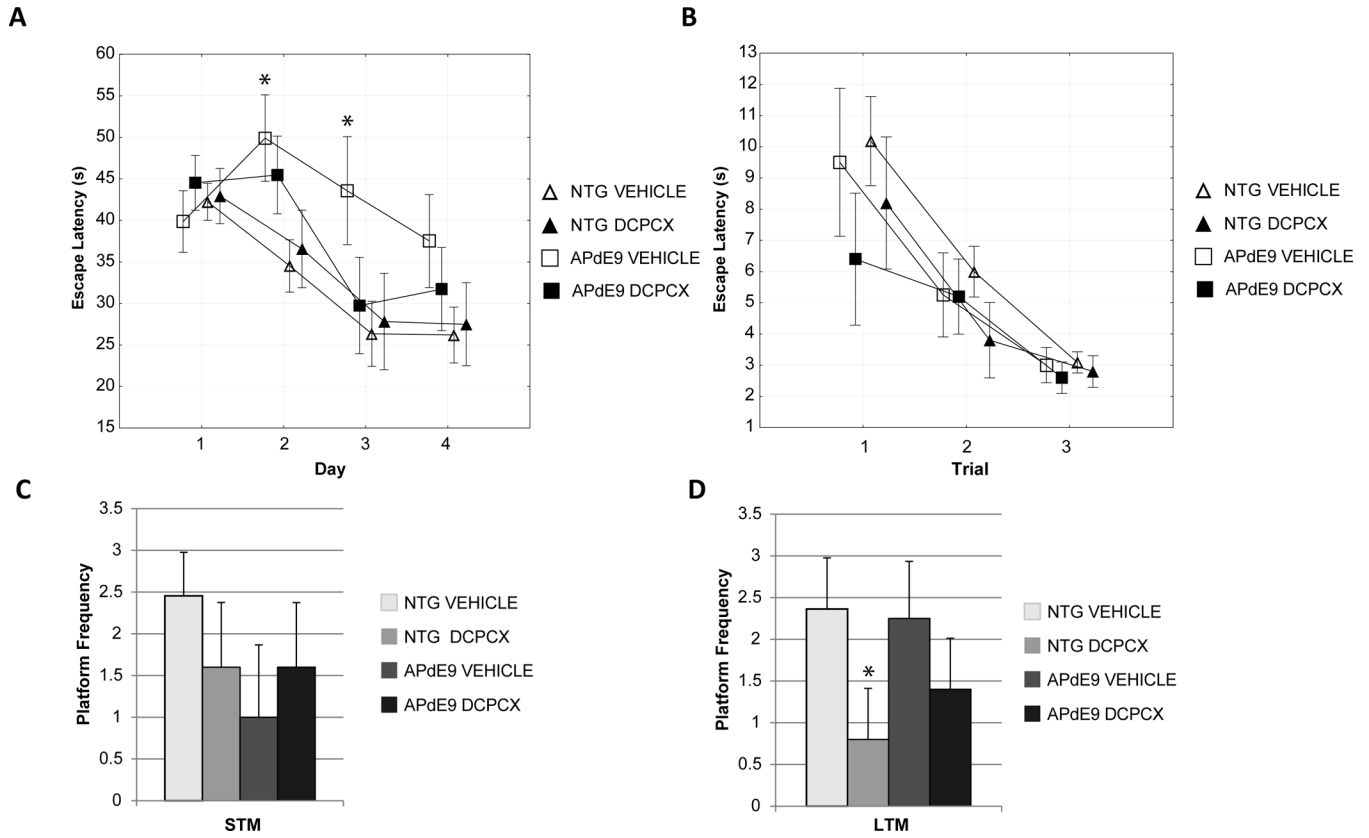 A
60
55
50
45
40
35
30
25
20
15
Escape Latency (s)
*
*
1 2 3 4
Day
NTG VEHICLE
NTG DCPCX
APdE9 VEHICLE
APdE9 DCPCX
B
13
12
11
10
9
8
7
6
5
4
3
2
1
Escape Latency (s)
1 2 3
Trial
NTG VEHICLE
NTG DCPCX
APdE9 VEHICLE
APdE9 DCPCX
C
3.5
3
2.5
2
1.5
1
0.5
0
Platform Frequency
STM
NTG VEHICLE
NTG DCPCX
APdE9 VEHICLE
APdE9 DCPCX
D
3.5
3
2.5
2
1.5
1
0.5
0
Platform Frequency
*
LTM
NTG VEHICLE
NTG DCPCX
APdE9 VEHICLE
APdE9 DCPCX